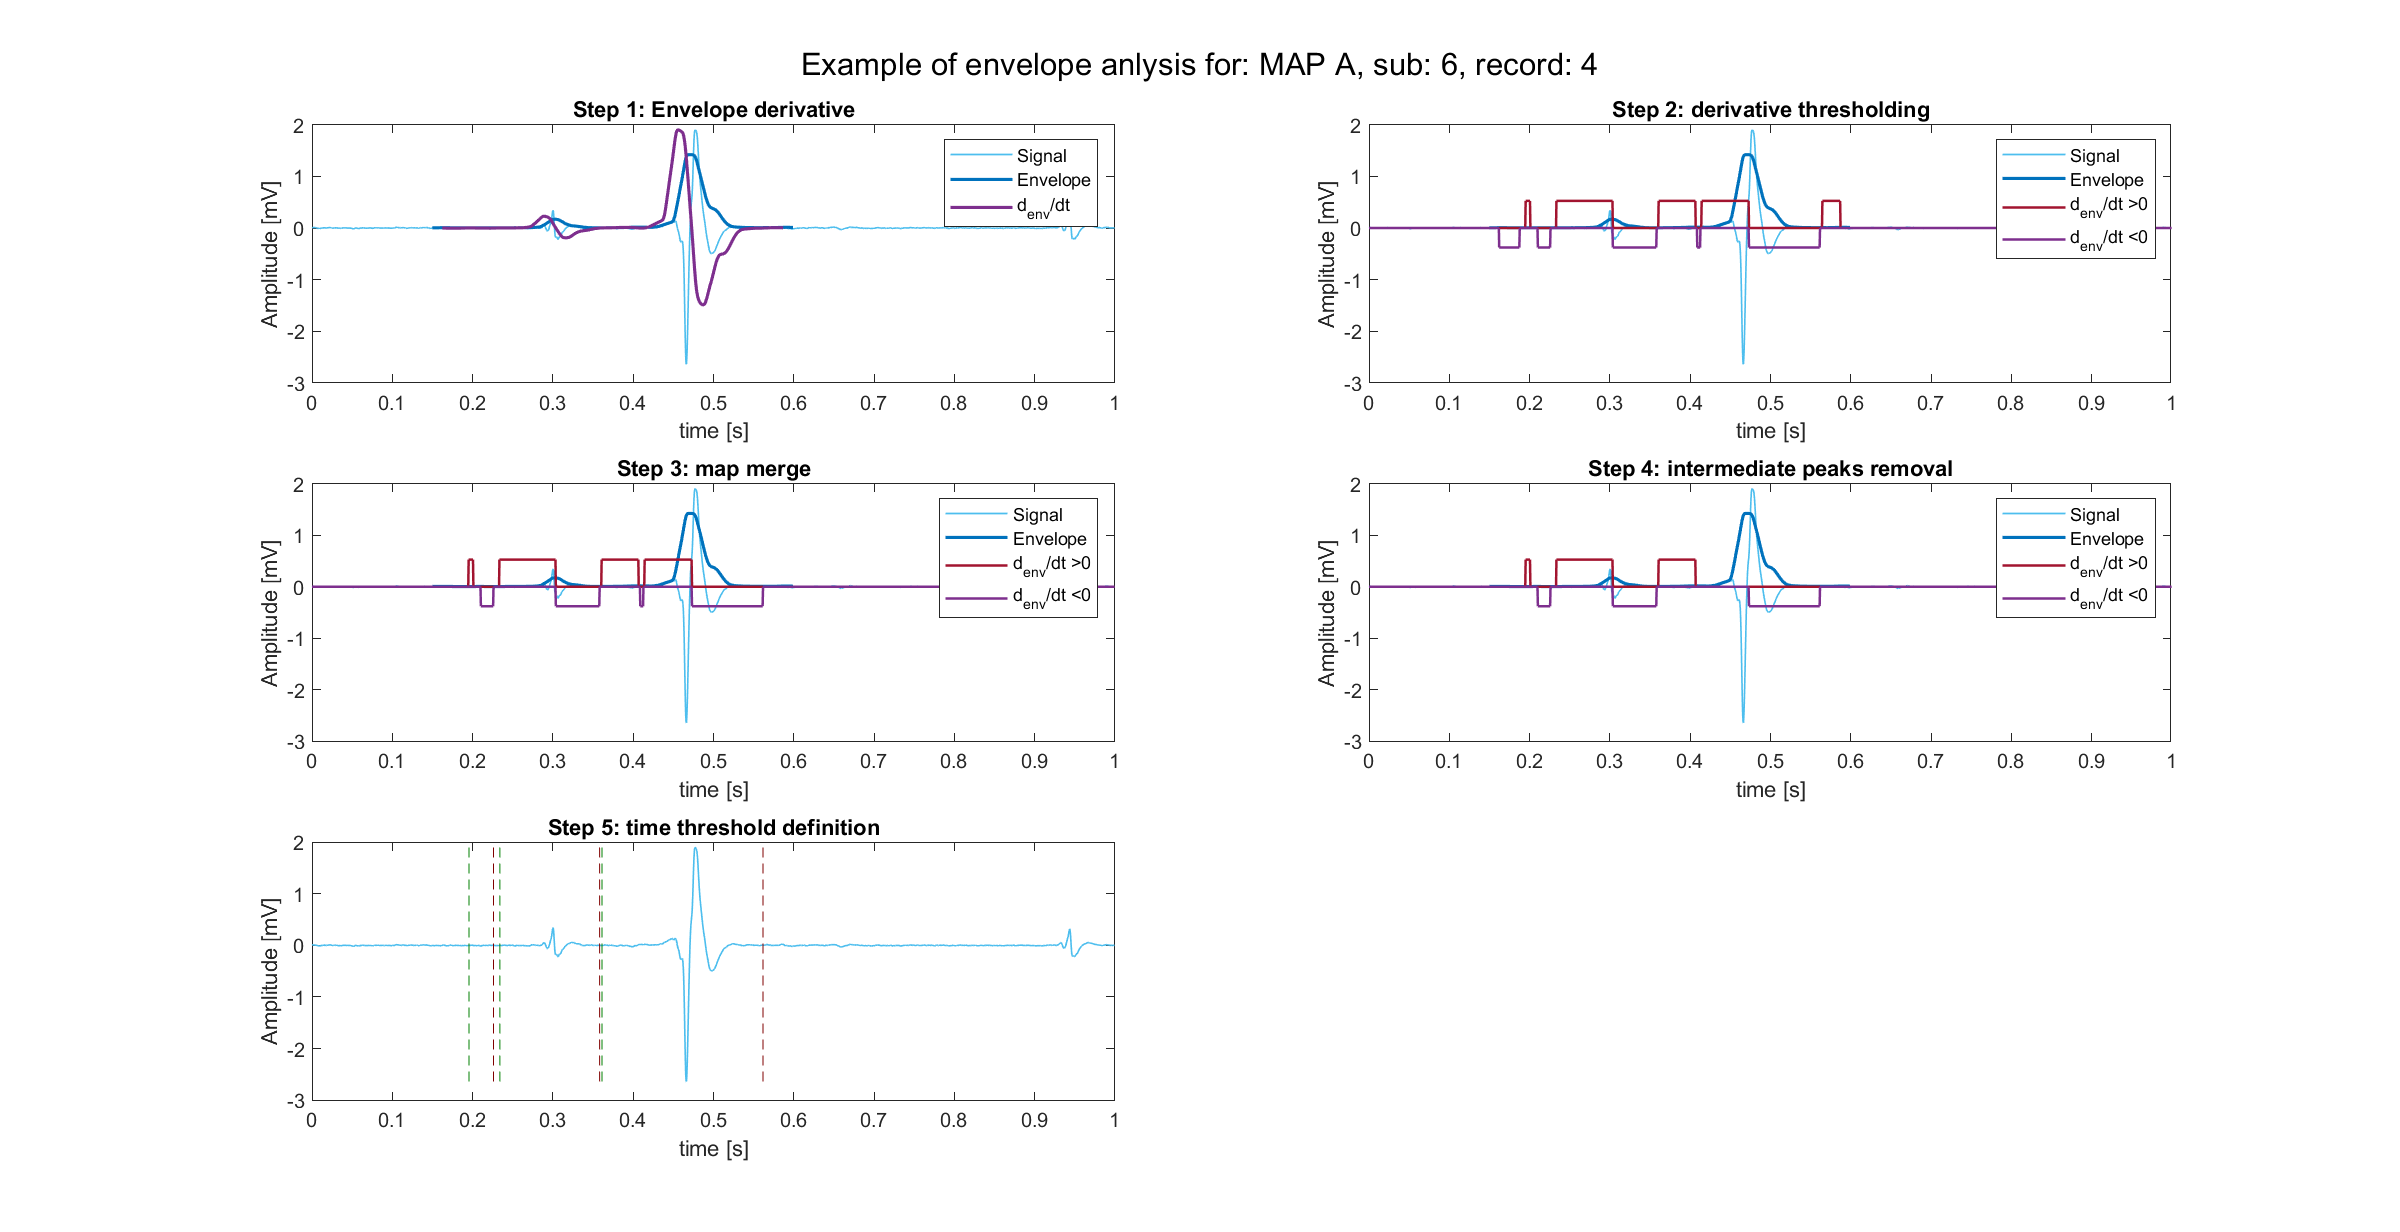 Example of envelope anlysis for: MAP A, sub: 6, record: 4
Step 1: Envelope derivative
Amplitude [mV]
2
1
0
-1
-2
-3
0 0.1 0.2 0.3 0.4 0.5 0.6 0.7 0.8 0.9 1
time [s]
Signal
Envelope
d_env/dt
Step 2: derivative thresholding
Amplitude [mV]
2
1
0
-1
-2
-3
0 0.1 0.2 0.3 0.4 0.5 0.6 0.7 0.8 0.9 1
time [s]
Signal
Envelope
d_env/dt >0
d_env/dt <0
Step 3: map merge
Amplitude [mV]
2
1
0
-1
-2
-3
0 0.1 0.2 0.3 0.4 0.5 0.6 0.7 0.8 0.9 1
time [s]
Signal
Envelope
d_env/dt >0
d_env/dt <0
Step 4: intermediate peaks removal
Amplitude [mV]
2
1
0
-1
-2
-3
0 0.1 0.2 0.3 0.4 0.5 0.6 0.7 0.8 0.9 1
time [s]
Signal
Envelope
d_env/dt >0
d_env/dt <0
Step 5: time threshold definition
Amplitude [mV]
2
1
0
-1
-2
-3
0 0.1 0.2 0.3 0.4 0.5 0.6 0.7 0.8 0.9 1
time [s]